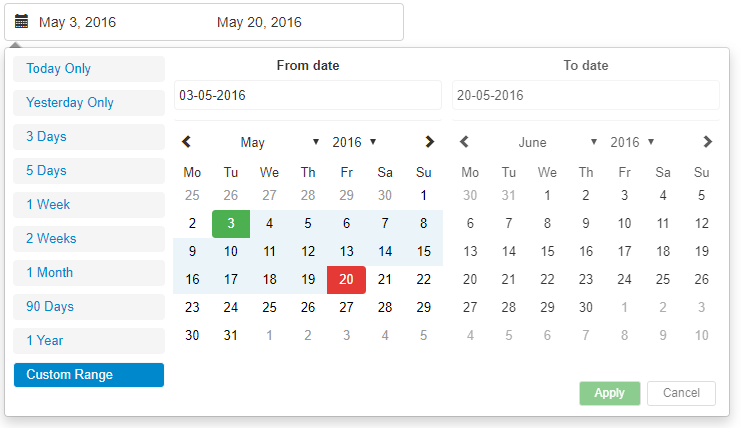 May 3, 2016 May 20, 2016
Today Only
Yesterday Only
3 Days
5 Days
1 Week
2 Weeks
1 Month
90 Days
1 Year
Custom Range
From date
03-05-2016
May 2016
Mo Tu We Th Fr Sa Su
25 26 27 28 29 30 1
2 3 4 5 6 7 8
9 10 11 12 13 14 15
16 17 18 19 20 21 22
23 24 25 26 27 28 29
30 31 1 2 3 4 5
To date
20-05-2016
June 2016
Mo Tu We Th Fr Sa Su
30 31 1 2 3 4 5
6 7 8 9 10 11 12
13 14 15 16 17 18 19
20 21 22 23 24 25 26
27 28 29 30 1 2 3
4 5 6 7 8 9 10
Apply Cancel